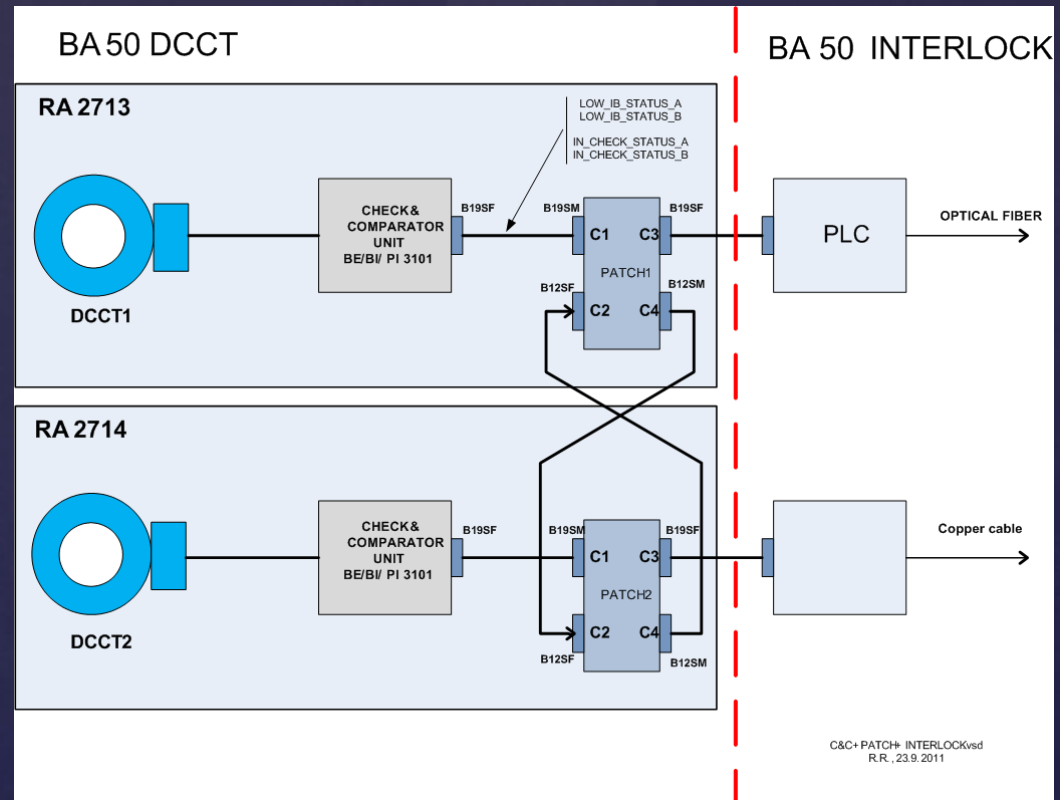 BA 50 DCCT
BA 50 INTERLOCK
RA 2713
LOW_IB_STATUS_A
LOW_IB_STATUS_B
IN_CHECK_STATUS_A
IN_CHECK_STATUS_B
CHECK&
COMPARATOR
UNIT
BE/BI/ PI 3101
B19SF
B19SM
B19SF
C1
C3
PATCH1
B12SF
B12SM
C2
C4
PLC
OPTICAL FIBER
DCCT1
RA 2714
CHECK&
COMPARATOR
UNIT
BE/BI/ PI 3101
B19SF
B19SM
B19SF
C1
C3
PATCH2
C2
C4
B12SF
B12SM
Copper cable
DCCT2
C&C+ PATCH+ INTERLOCKvsd
R.R. , 23.9. 2011